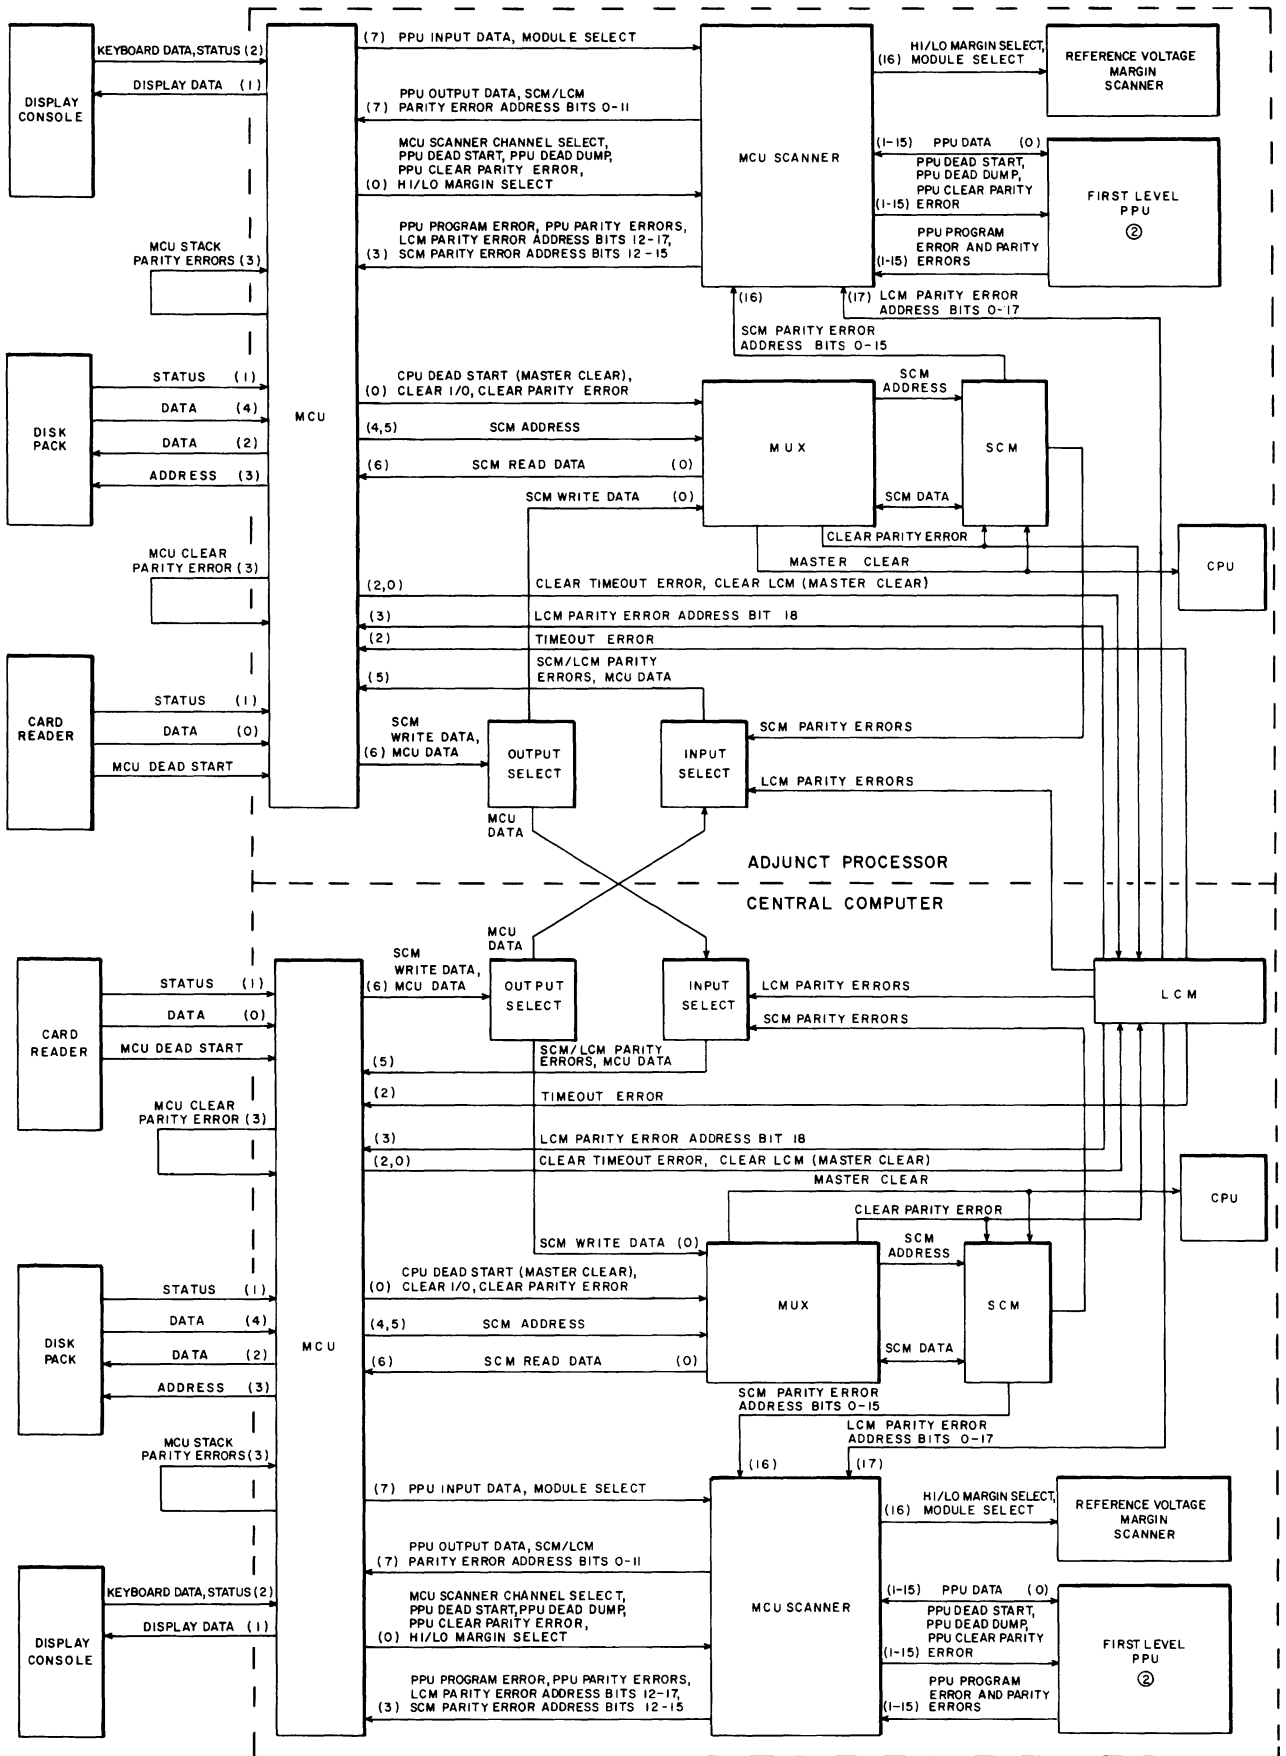 KEYBOARD DATA, STATUS (2)
DISPLAY DATA (1)
DISPLAY
CONSOLE
(7) PPU INPUT DATA, MODULE SELECT
PPU OUTPUT DATA, SCM/LCM
(7) PARITY ERROR ADDRESS BITS 0-11
MCU SCANNER CHANNEL SELECT,
PPU DEAD START, PPU DEAD DUMP,
PPU CLEAR PARITY ERROR,
(0) HI/LO MARGIN SELECT
PPU PROGRAM ERROR, PPU PARITY ERRORS,
LCM PARITY ERROR ADDRESS BITS 12-17,
(3) SCM PARITY ERROR ADDRESS BITS 12-15
MCU SCANNER
HI/LO MARGIN SELECT,
(16) MODULE SELECT
REFERENCE VOLTAGE
MARGIN
SCANNER
(1-15) PPU DATA (0)
PPU DEAD START,
PPU DEAD DUMP,
PPU CLEAR PARITY
(1-15) ERROR
PPU PROGRAM
ERROR AND PARITY
(1-15) ERRORS
FIRST LEVEL
PPU
②
MCU STACK
PARITY ERRORS (3)
(16)
(17) LCM PARITY ERROR
ADDRESS BITS 0-17
SCM PARITY ERROR
ADDRESS BITS 0-15
STATUS (1)
DATA (4)
DATA (2)
ADDRESS (3)
DISK
PACK
MCU
CPU DEAD START (MASTER CLEAR),
(0) CLEAR I/O, CLEAR PARITY ERROR
(4,5) SCM ADDRESS
(6) SCM READ DATA (0)
SCM WRITE DATA (0)
MUX
SCM
ADDRESS
SCM DATA
SCM
CLEAR PARITY ERROR
MASTER CLEAR
CPU
MCU CLEAR
PARITY ERROR (3)
(2,0) CLEAR TIMEOUT ERROR, CLEAR LCM (MASTER CLEAR)
(3) LCM PARITY ERROR ADDRESS BIT 18
(2) TIMEOUT ERROR
SCM/LCM PARITY
(5) ERRORS, MCU DATA
STATUS (1)
DATA (0)
MCU DEAD START
CARD
READER
SCM
WRITE DATA,
(6) MCU DATA
OUTPUT
SELECT
INPUT
SELECT
SCM PARITY ERRORS
LCM PARITY ERRORS
MCU
DATA
ADJUNCT PROCESSOR
CENTRAL COMPUTER
MCU
DATA
SCM
WRITE DATA,
(6) MCU DATA
OUTPUT
SELECT
INPUT
SELECT
LCM PARITY ERRORS
SCM PARITY ERRORS
LCM
STATUS (1)
DATA (0)
MCU DEAD START
CARD
READER
SCM/LCM PARITY
(5) ERRORS, MCU DATA
(2) TIMEOUT ERROR
MCU CLEAR
PARITY ERROR (3)
(3) LCM PARITY ERROR ADDRESS BIT 18
(2,0) CLEAR TIMEOUT ERROR, CLEAR LCM (MASTER CLEAR)
MASTER CLEAR
CPU
CLEAR PARITY ERROR
SCM WRITE DATA (0)
CPU DEAD START (MASTER CLEAR),
(0) CLEAR I/O, CLEAR PARITY ERROR
(4,5) SCM ADDRESS
(6) SCM READ DATA (0)
MUX
SCM
ADDRESS
SCM DATA
SCM
STATUS (1)
DATA (4)
DATA (2)
ADDRESS (3)
DISK
PACK
MCU
SCM PARITY ERROR
ADDRESS BITS 0-15
LCM PARITY ERROR
ADDRESS BITS 0-17
(16)
(17)
MCU STACK
PARITY ERRORS (3)
(7) PPU INPUT DATA, MODULE SELECT
PPU OUTPUT DATA, SCM/LCM
(7) PARITY ERROR ADDRESS BITS 0-11
MCU SCANNER CHANNEL SELECT,
PPU DEAD START, PPU DEAD DUMP,
PPU CLEAR PARITY ERROR,
(0) HI/LO MARGIN SELECT
PPU PROGRAM ERROR, PPU PARITY ERRORS,
LCM PARITY ERROR ADDRESS BITS 12-17,
(3) SCM PARITY ERROR ADDRESS BITS 12-15
MCU SCANNER
HI/LO MARGIN SELECT,
(16) MODULE SELECT
REFERENCE VOLTAGE
MARGIN
SCANNER
(1-15) PPU DATA (0)
PPU DEAD START,
PPU DEAD DUMP,
PPU CLEAR PARITY
(1-15) ERROR
PPU PROGRAM
ERROR AND PARITY
(1-15) ERRORS
FIRST LEVEL
PPU
②
KEYBOARD DATA, STATUS (2)
DISPLAY DATA (1)
DISPLAY
CONSOLE